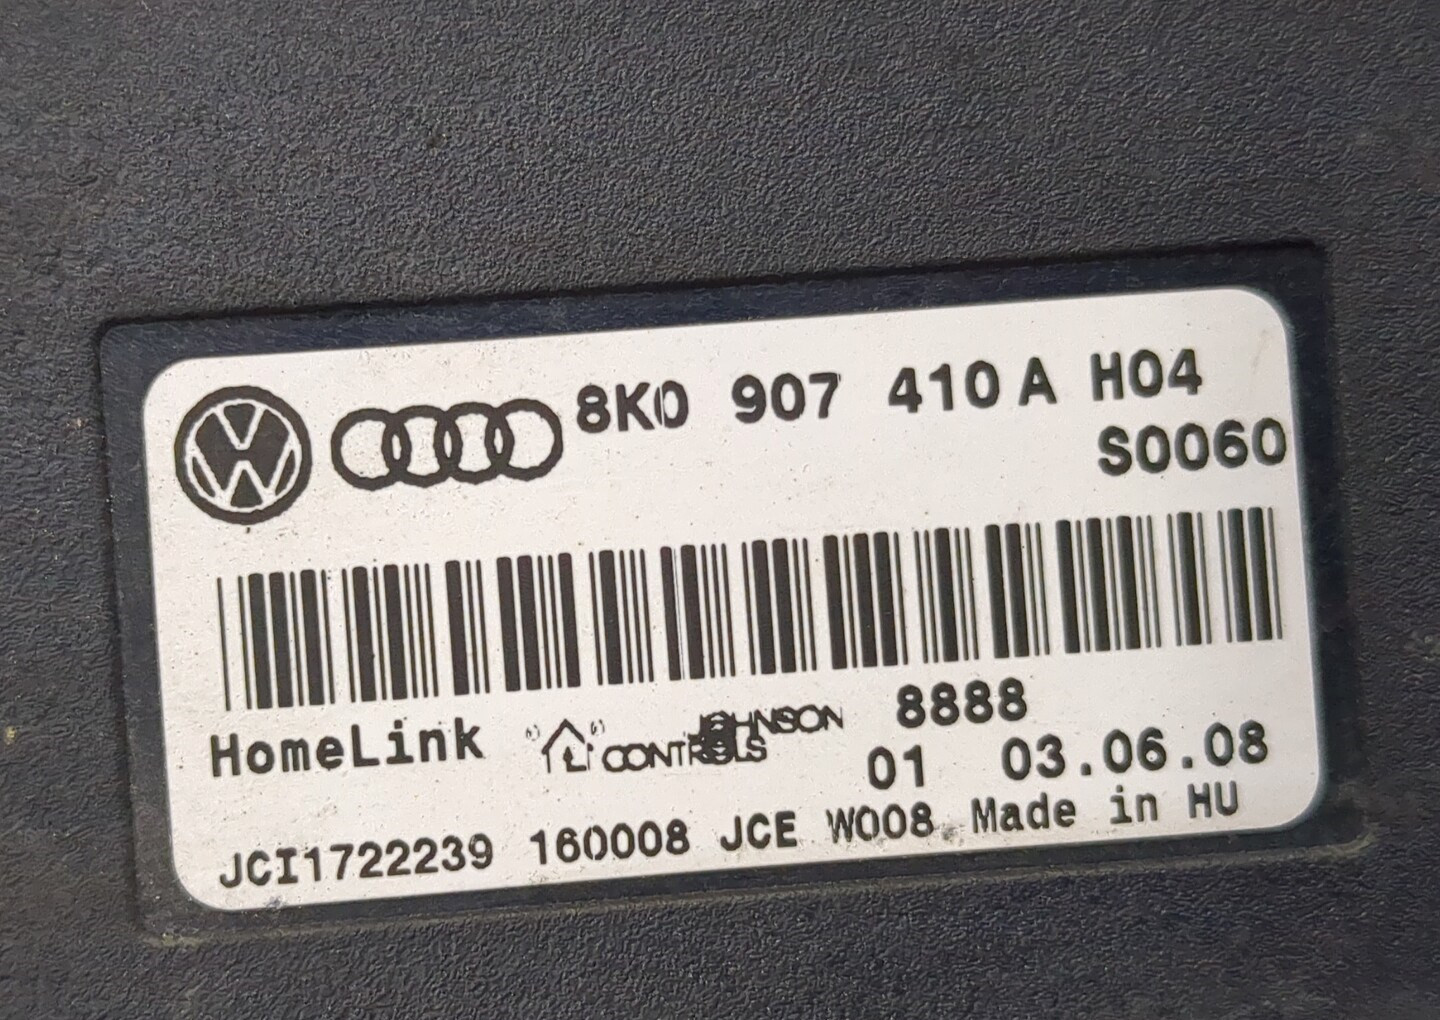 8K0 907 410 A H04
S0060
HomeLink JOHNSON CONTROLS 8888
01 03.06.08
JCI1722239 160008 JCE W008 Made in HU